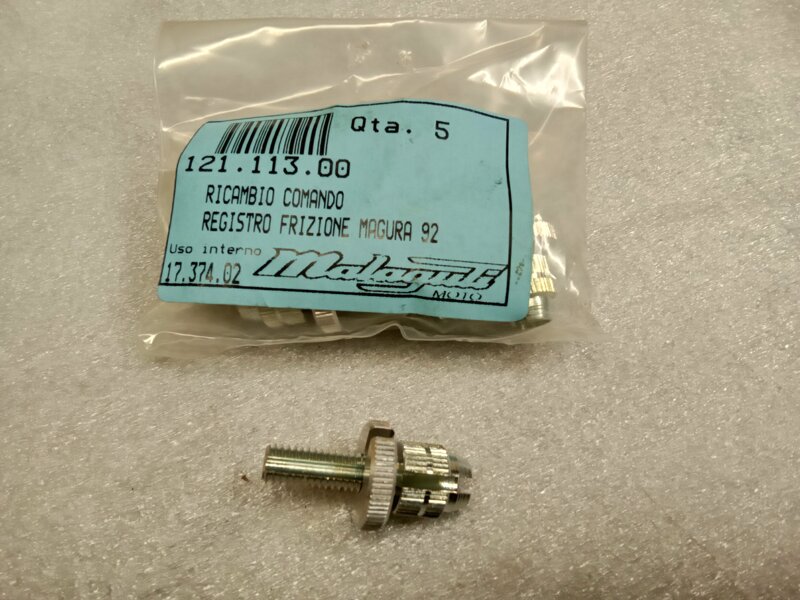 Qta. 5
121.113.00
RICAMBIO COMANDO
REGISTRO FRIZIONE MAGURA 92
Uso interno
17.374.02
Malaguti
MOTO